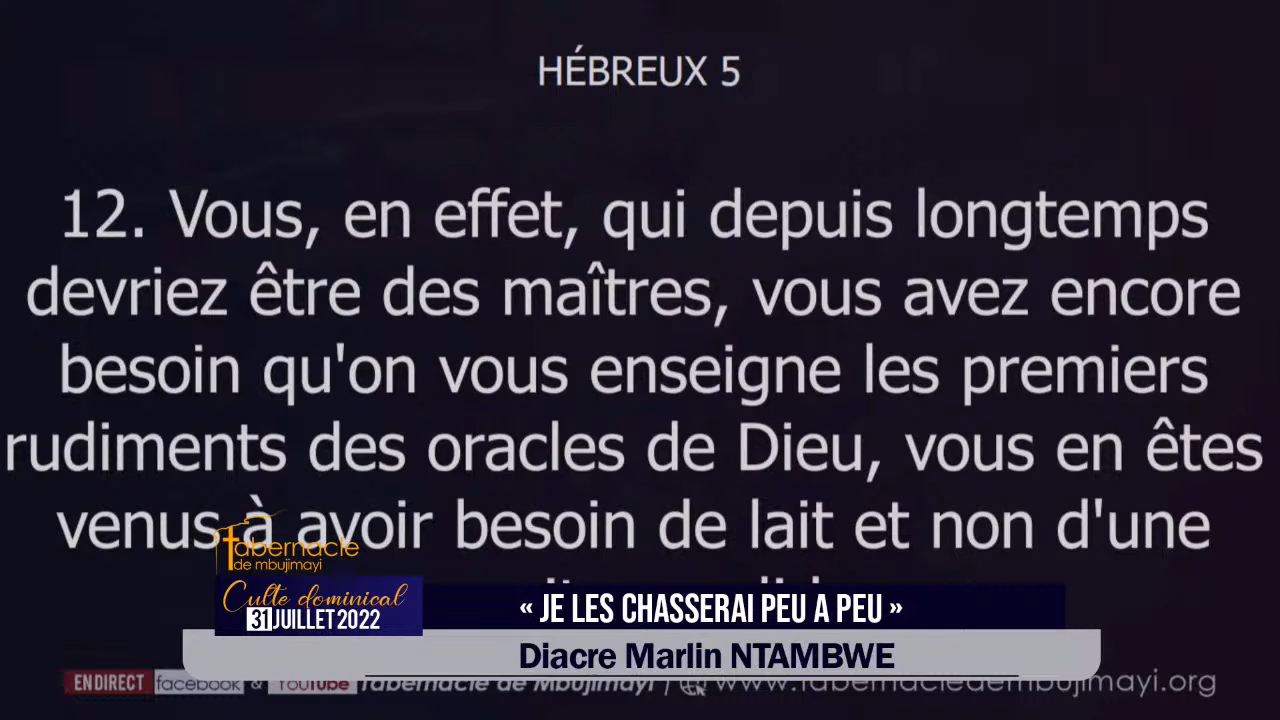 HÉBREUX 5
12. Vous, en effet, qui depuis longtemps
devriez être des maîtres, vous avez encore
besoin qu'on vous enseigne les premiers
rudiments des oracles de Dieu, vous en êtes
venus à avoir besoin de lait et non d'une
Tabernacle
de mbujimayi
Culte dominical
31 JUILLET 2022
« JE LES CHASSERAI PEU A PEU »
Diacre Marlin NTAMBWE
EN DIRECT facebook & YouTube Tabernacle de Mbujimayi | www.tabernacledembujimayi.org